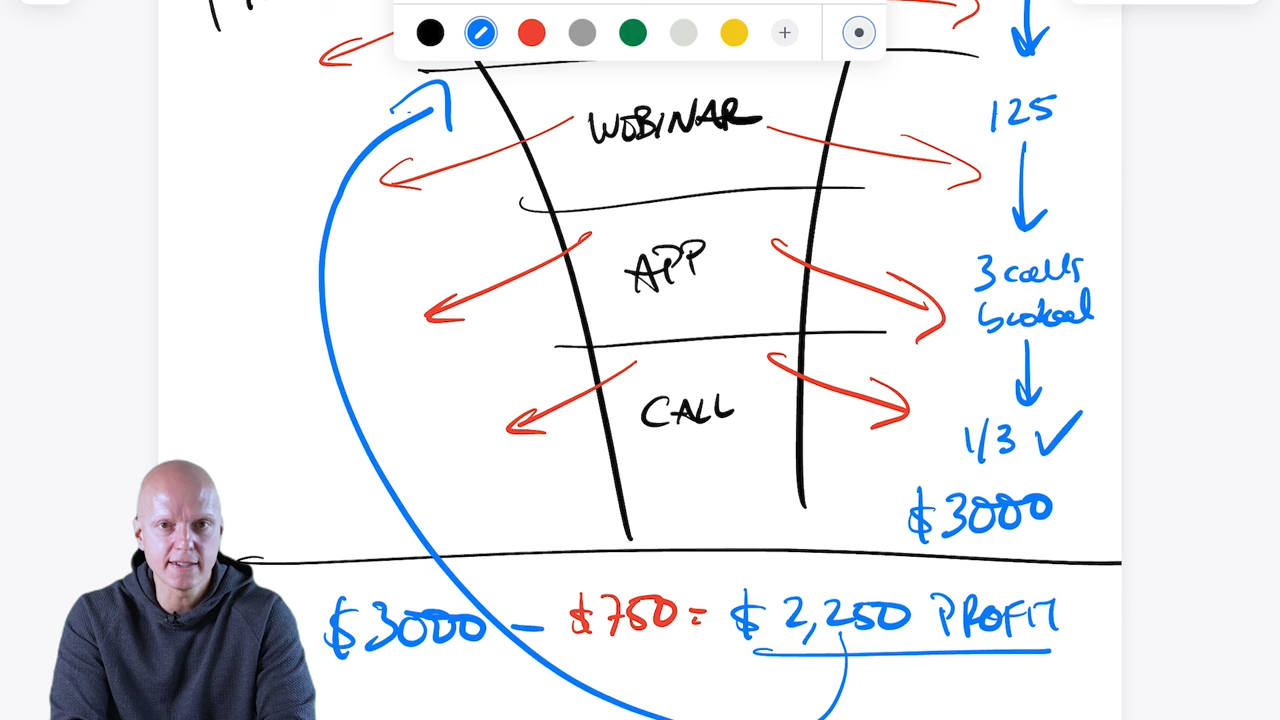 WEBINAR
125
APP
3 calls
booked
CALL
1/3 ✓
$3000
$3000 - $750 = $2,250 PROFIT